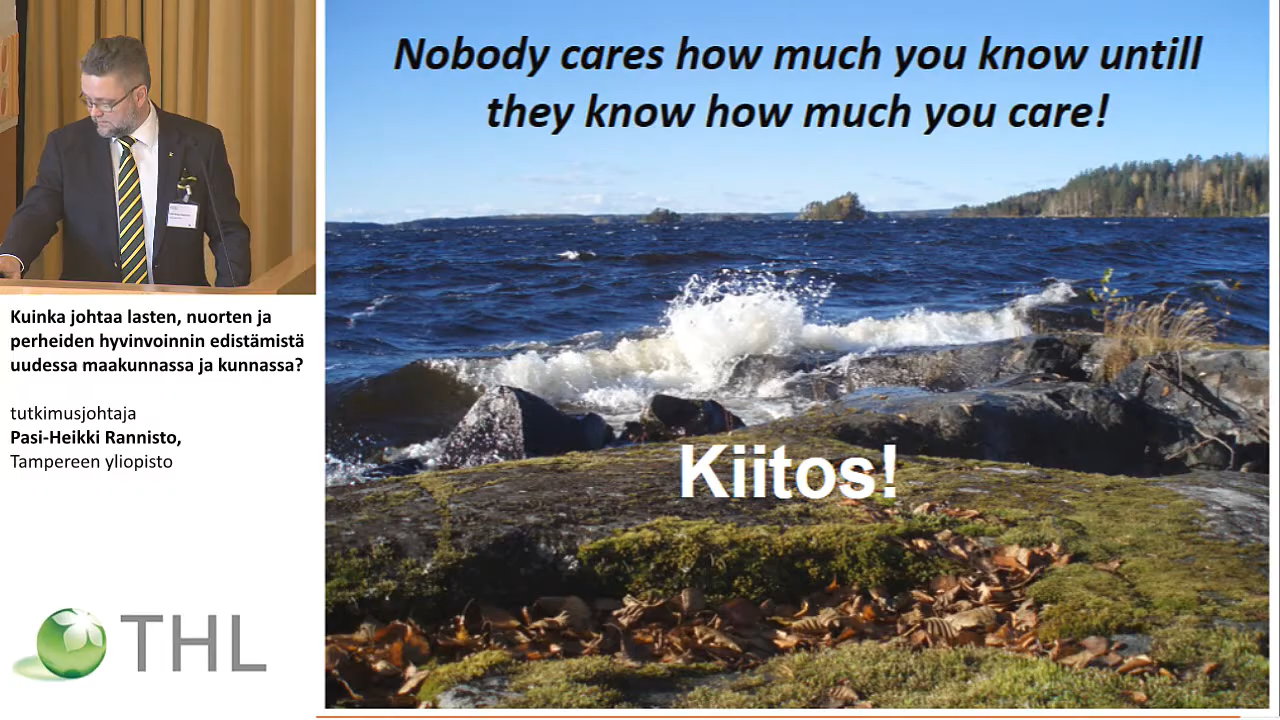 Nobody cares how much you know untill
they know how much you care!
Kiitos!
Kuinka johtaa lasten, nuorten ja
perheiden hyvinvoinnin edistämistä
uudessa maakunnassa ja kunnassa?
tutkimusjohtaja
Pasi-Heikki Rannisto,
Tampereen yliopisto
THL